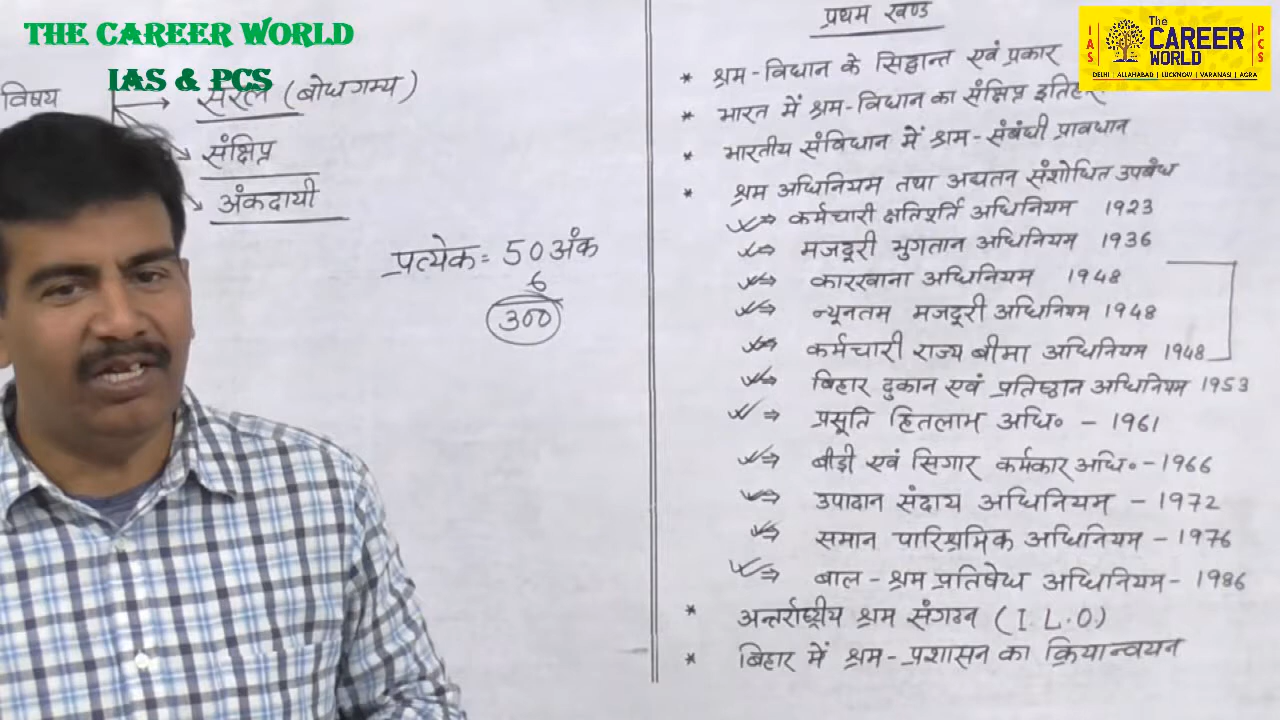 THE CAREER WORLD
IAS & PCS
विषय
सरल (बोधगम्य)
संक्षिप्त
अंकदायी
प्रत्येक = 50 अंक
6
300
प्रथम खण्ड
* श्रम-विधान के सिद्धान्त एवं प्रकार
* भारत में श्रम-विधान का संक्षिप्त
* भारतीय संविधान में श्रम-संबंधी प्रावधान
* श्रम अधिनियम तथा अद्यतन संशोधित उपबंध
कर्मचारी क्षतिपूर्ति अधिनियम 1923
मजदूरी भुगतान अधिनियम 1936
कारखाना अधिनियम 1948
न्यूनतम मजदूरी अधिनियम 1948
कर्मचारी राज्य बीमा अधिनियम 1948
बिहार दुकान एवं प्रतिष्ठान अधिनियम 1953
प्रसूति हितलाभ अधि० - 1961
बीड़ी एवं सिगार कर्मकार अधि० - 1966
उपादान संदाय अधिनियम - 1972
समान पारिश्रमिक अधिनियम - 1976
बाल-श्रम प्रतिषेध अधिनियम - 1986
* अन्तर्राष्ट्रीय श्रम संगठन (I.L.O.)
* बिहार में श्रम-प्रशासन का क्रियान्वयन
IAS
The
CAREER
WORLD
PCS
DELHI | ALLAHABAD | LUCKNOW | VARANASI | AGRA